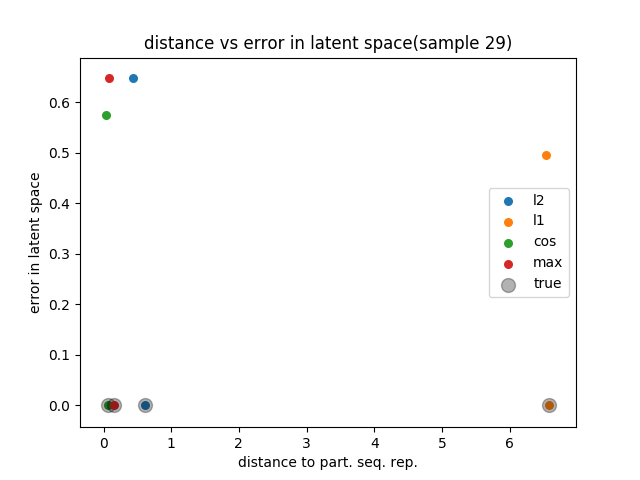 distance vs error in latent space(sample 29)
error in latent space
0.6
0.5
0.4
0.3
0.2
0.1
0.0
l2
l1
cos
max
true
0 1 2 3 4 5 6
distance to part. seq. rep.